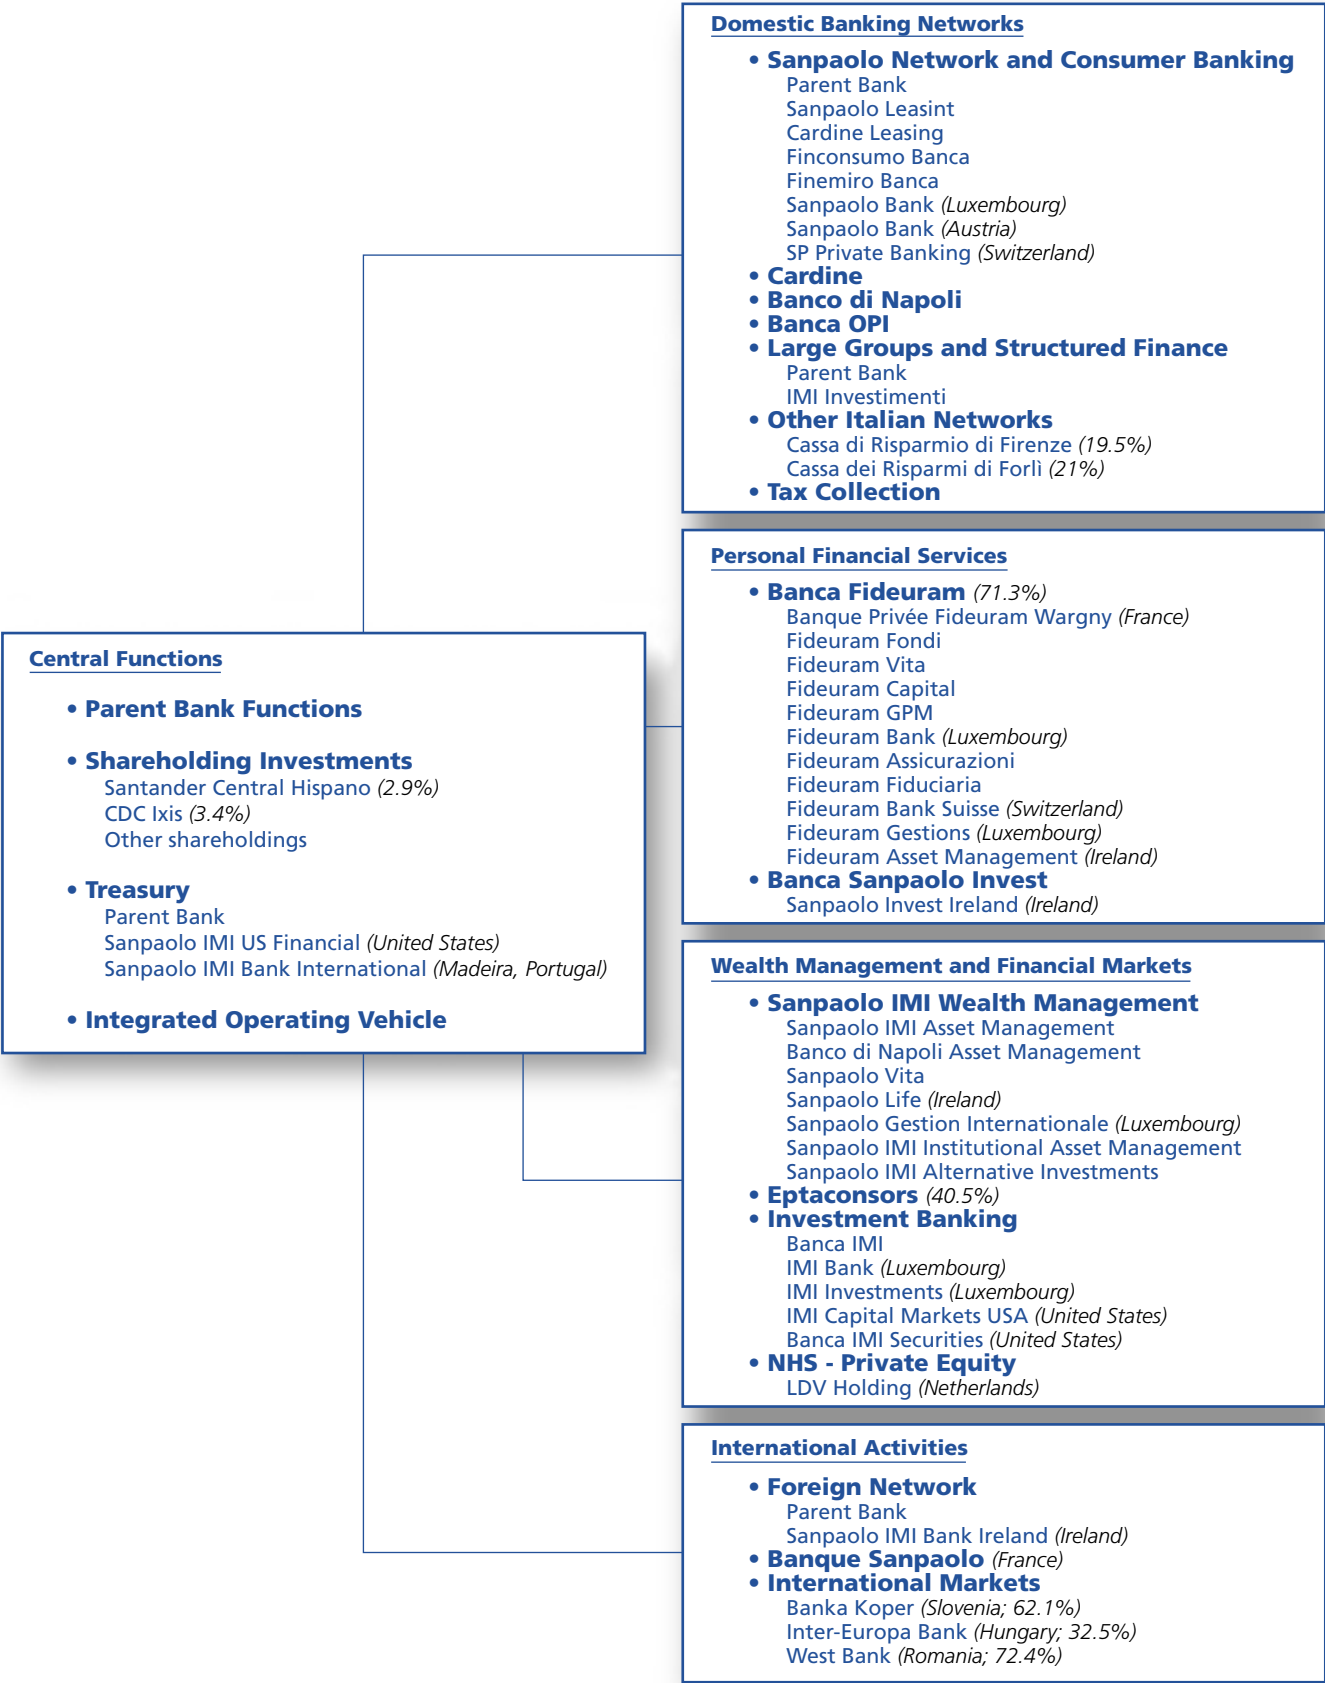 Domestic Banking Networks
• Sanpaolo Network and Consumer Banking
Parent Bank
Sanpaolo Leasint
Cardine Leasing
Finconsumo Banca
Finemiro Banca
Sanpaolo Bank (Luxembourg)
Sanpaolo Bank (Austria)
SP Private Banking (Switzerland)
• Cardine
• Banco di Napoli
• Banca OPI
• Large Groups and Structured Finance
Parent Bank
IMI Investimenti
• Other Italian Networks
Cassa di Risparmio di Firenze (19.5%)
Cassa dei Risparmi di Forlì (21%)
• Tax Collection
Personal Financial Services
• Banca Fideuram (71.3%)
Banque Privée Fideuram Wargny (France)
Fideuram Fondi
Fideuram Vita
Fideuram Capital
Fideuram GPM
Fideuram Bank (Luxembourg)
Fideuram Assicurazioni
Fideuram Fiduciaria
Fideuram Bank Suisse (Switzerland)
Fideuram Gestions (Luxembourg)
Fideuram Asset Management (Ireland)
• Banca Sanpaolo Invest
Sanpaolo Invest Ireland (Ireland)
Central Functions
• Parent Bank Functions
• Shareholding Investments
Santander Central Hispano (2.9%)
CDC Ixis (3.4%)
Other shareholdings
• Treasury
Parent Bank
Sanpaolo IMI US Financial (United States)
Sanpaolo IMI Bank International (Madeira, Portugal)
• Integrated Operating Vehicle
Wealth Management and Financial Markets
• Sanpaolo IMI Wealth Management
Sanpaolo IMI Asset Management
Banco di Napoli Asset Management
Sanpaolo Vita
Sanpaolo Life (Ireland)
Sanpaolo Gestion Internationale (Luxembourg)
Sanpaolo IMI Institutional Asset Management
Sanpaolo IMI Alternative Investments
• Eptaconsors (40.5%)
• Investment Banking
Banca IMI
IMI Bank (Luxembourg)
IMI Investments (Luxembourg)
IMI Capital Markets USA (United States)
Banca IMI Securities (United States)
• NHS - Private Equity
LDV Holding (Netherlands)
International Activities
• Foreign Network
Parent Bank
Sanpaolo IMI Bank Ireland (Ireland)
• Banque Sanpaolo (France)
• International Markets
Banka Koper (Slovenia; 62.1%)
Inter-Europa Bank (Hungary; 32.5%)
West Bank (Romania; 72.4%)